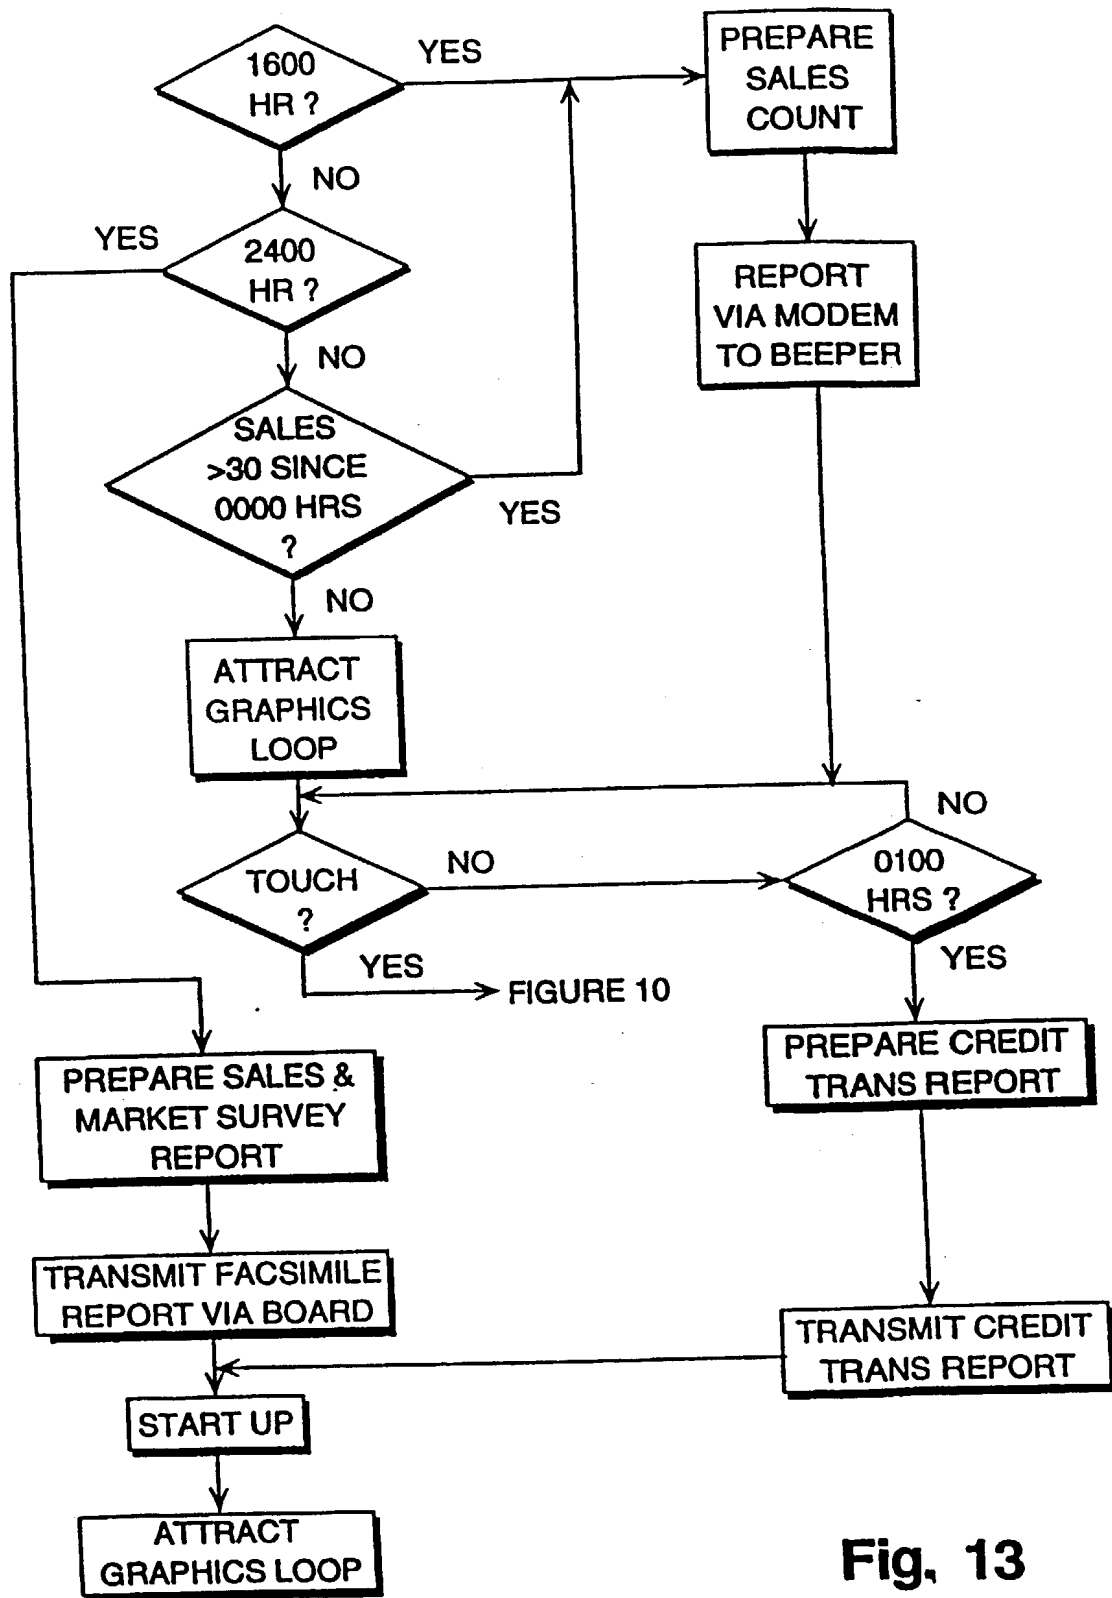 1600
HR ?
YES
PREPARE
SALES
COUNT
NO
YES
2400
HR ?
REPORT
VIA MODEM
TO BEEPER
NO
SALES
>30 SINCE
0000 HRS
?
YES
NO
ATTRACT
GRAPHICS
LOOP
NO
TOUCH
?
NO
0100
HRS ?
YES
FIGURE 10
YES
PREPARE SALES &
MARKET SURVEY
REPORT
PREPARE CREDIT
TRANS REPORT
TRANSMIT FACSIMILE
REPORT VIA BOARD
TRANSMIT CREDIT
TRANS REPORT
START UP
ATTRACT
GRAPHICS LOOP
Fig. 13